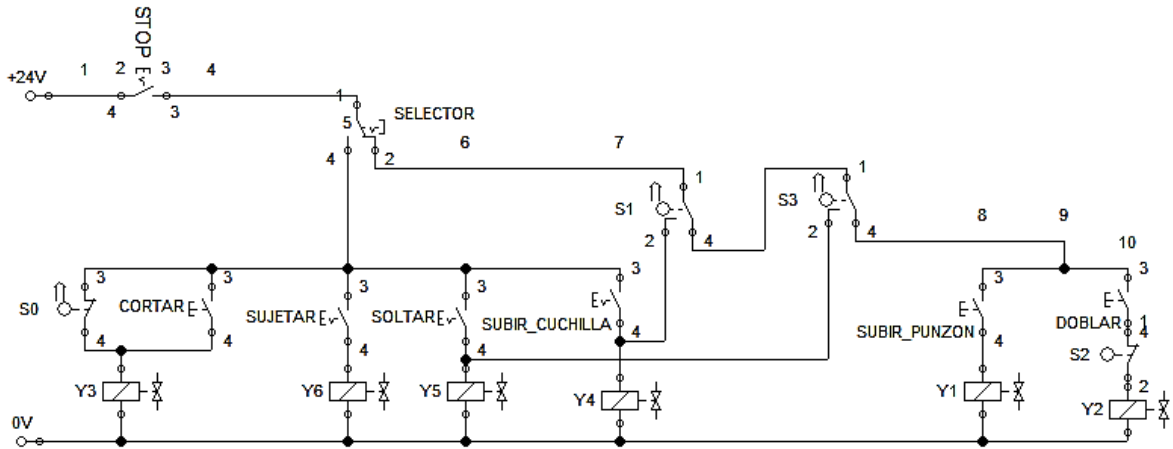 STOP
1 2 3 4
+24V
4 3
1
SELECTOR
5
4 2
6 7
1
S1
2 4
1
S3
2 4
8 9
10
3 3 3 3 3 3 3
S0
CORTAR
SUJETAR
SOLTAR
SUBIR_CUCHILLA
SUBIR_PUNZON
DOBLAR
1
4 4 4 4 4 4 4
S2
2
Y3
Y6
Y5
Y4
Y1
Y2
0V